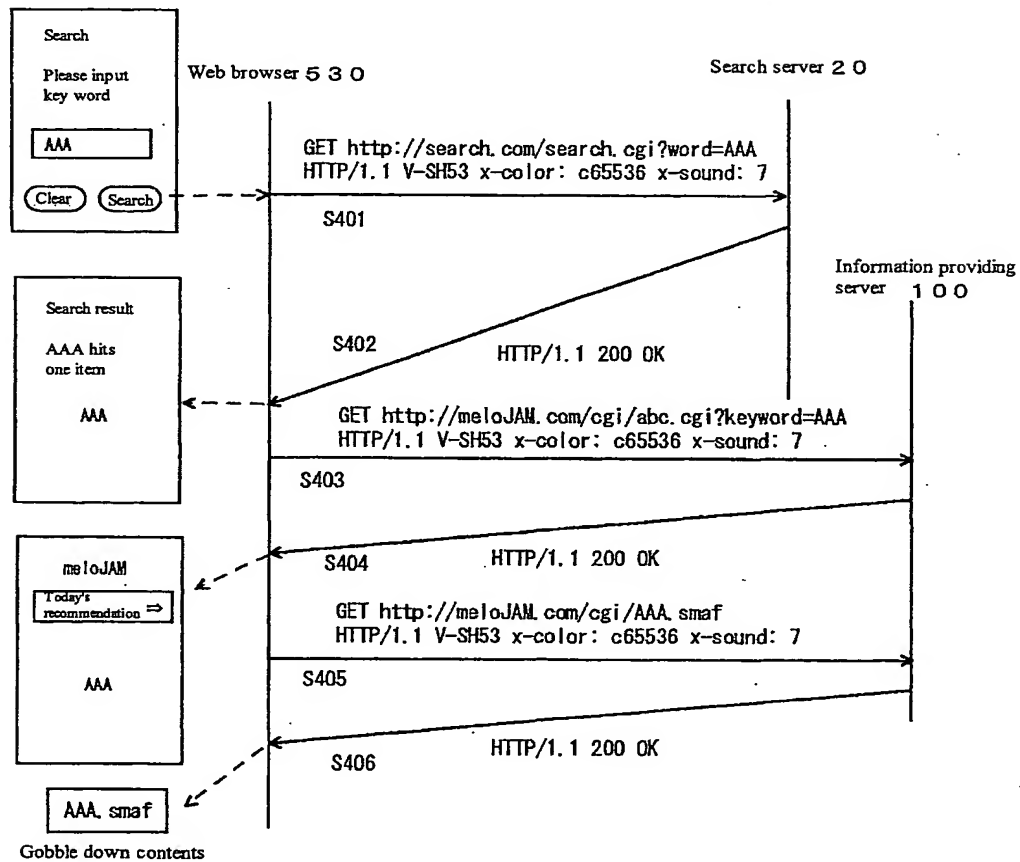 Search
Please input
key word
AAA
Clear
Search
Web browser 530
Search server 20
GET http://search.com/search.cgi?word=AAA
HTTP/1.1 V-SH53 x-color: c65536 x-sound: 7
S401
Information providing
server 100
Search result
AAA hits
one item
AAA
S402
HTTP/1.1 200 OK
GET http://meloJAM.com/cgi/abc.cgi?keyword=AAA
HTTP/1.1 V-SH53 x-color: c65536 x-sound: 7
S403
S404
HTTP/1.1 200 OK
meloJAM
Today's
recommendation ⇒
AAA
GET http://meloJAM.com/cgi/AAA.smaf
HTTP/1.1 V-SH53 x-color: c65536 x-sound: 7
S405
S406
HTTP/1.1 200 OK
AAA.smaf
Gobble down contents